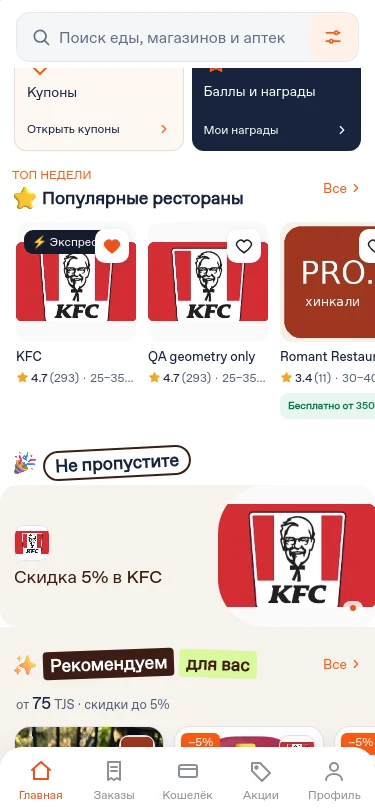 Поиск еды, магазинов и аптек
Купоны
Баллы и награды
Открыть купоны
Мои награды
ТОП НЕДЕЛИ
Популярные рестораны
Все
Экспрес
KFC
KFC
PRO.
ХИНКАЛИ
KFC
QA geometry only
Romant Restaur
4.7 (293) · 25–35...
4.7 (293) · 25–35...
3.4 (11) · 30–40
Бесплатно от 350
Не пропустите
KFC
Скидка 5% в KFC
KFC
Рекомендуем для вас
Все
от 75 TJS · скидки до 5%
−5%
−5%
Главная
Заказы
Кошелёк
Акции
Профиль